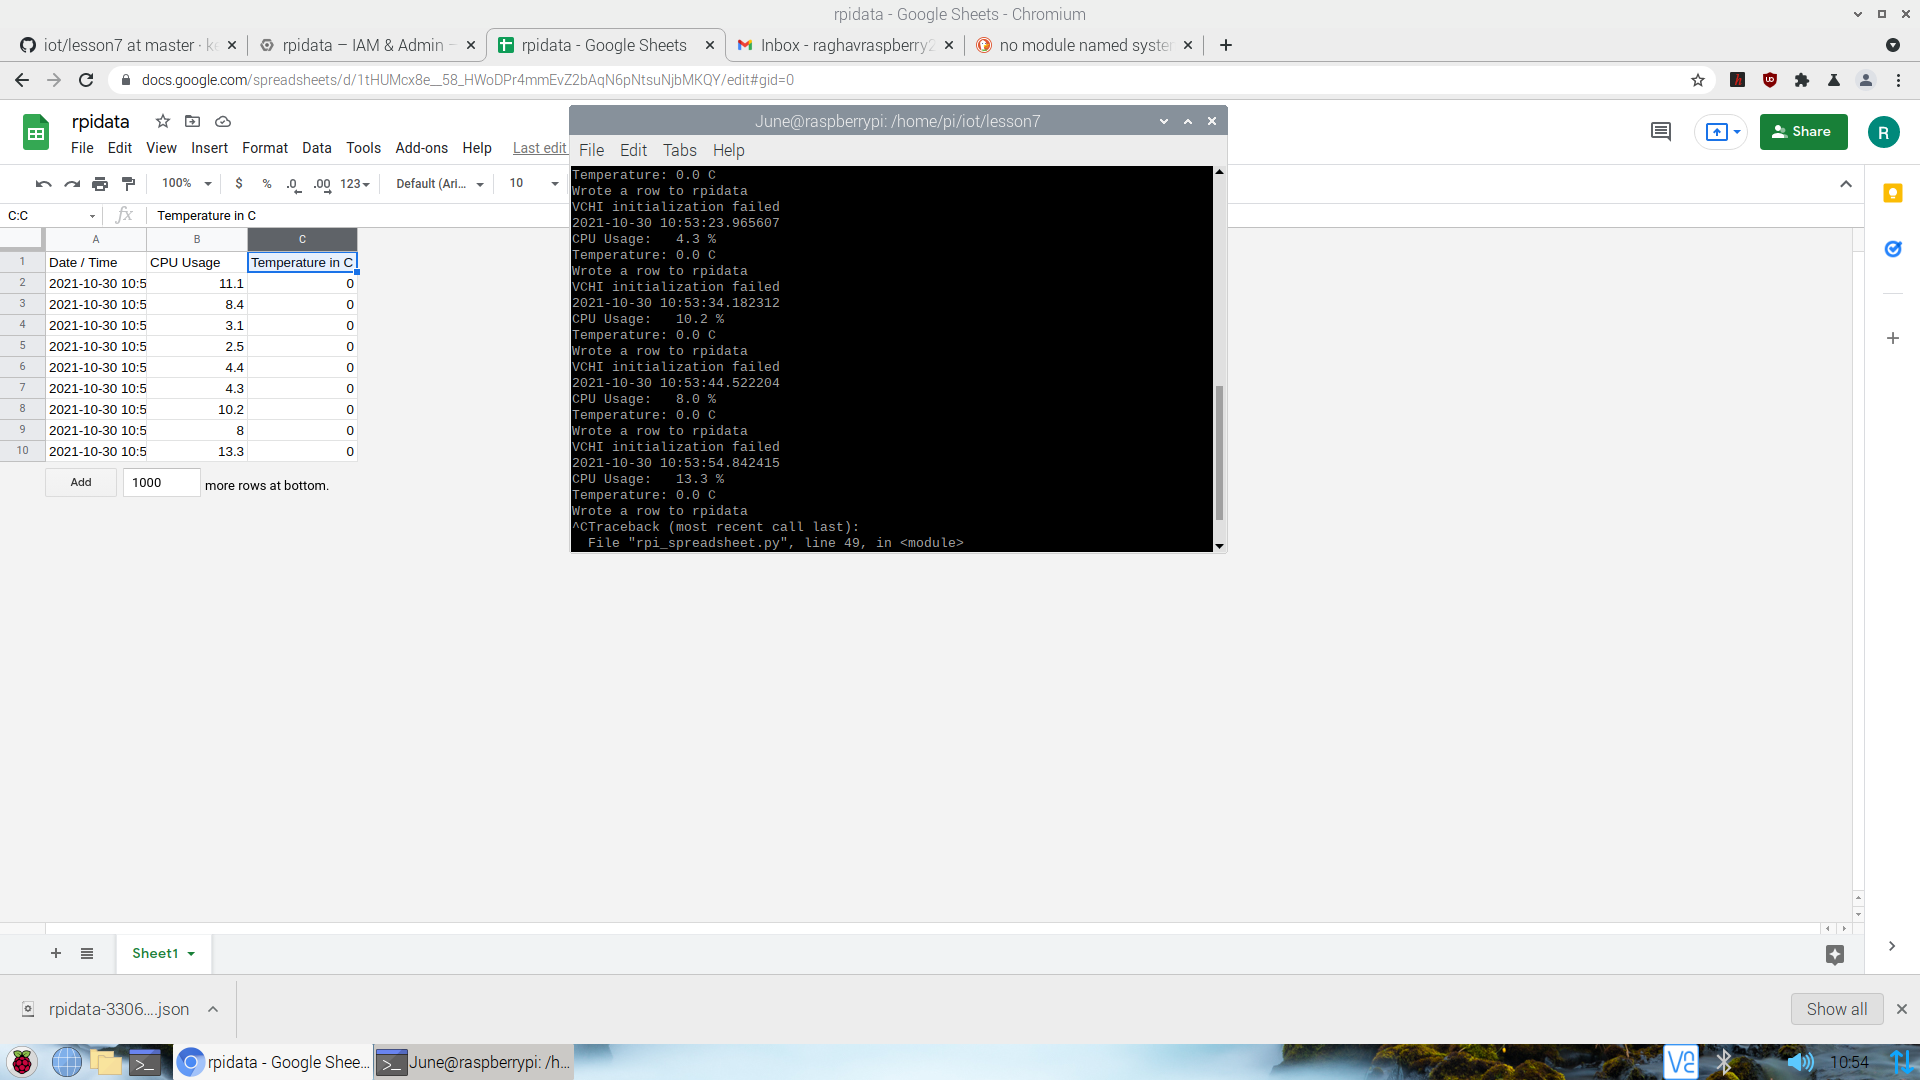 rpidata - Google Sheets - Chromium
iot/lesson7 at master · ke
rpidata – IAM & Admin –
rpidata - Google Sheets
Inbox - raghavraspberry2
no module named syste
docs.google.com/spreadsheets/d/1tHUMcx8e__58_HWoDPr4mmEvZ2bAqN6pNtsuNjbMKQY/edit#gid=0
rpidata
File Edit View Insert Format Data Tools Add-ons Help Last edit
Share
R
100% $ % .0 .00 123 Default (Ari... 10
C:C fx Temperature in C
A B C
1 Date / Time CPU Usage Temperature in C
2 2021-10-30 10:5 11.1 0
3 2021-10-30 10:5 8.4 0
4 2021-10-30 10:5 3.1 0
5 2021-10-30 10:5 2.5 0
6 2021-10-30 10:5 4.4 0
7 2021-10-30 10:5 4.3 0
8 2021-10-30 10:5 10.2 0
9 2021-10-30 10:5 8 0
10 2021-10-30 10:5 13.3 0
Add 1000 more rows at bottom.
June@raspberrypi: /home/pi/iot/lesson7
File Edit Tabs Help
Temperature: 0.0 C
Wrote a row to rpidata
VCHI initialization failed
2021-10-30 10:53:23.965607
CPU Usage: 4.3 %
Temperature: 0.0 C
Wrote a row to rpidata
VCHI initialization failed
2021-10-30 10:53:34.182312
CPU Usage: 10.2 %
Temperature: 0.0 C
Wrote a row to rpidata
VCHI initialization failed
2021-10-30 10:53:44.522204
CPU Usage: 8.0 %
Temperature: 0.0 C
Wrote a row to rpidata
VCHI initialization failed
2021-10-30 10:53:54.842415
CPU Usage: 13.3 %
Temperature: 0.0 C
Wrote a row to rpidata
^CTraceback (most recent call last):
File "rpi_spreadsheet.py", line 49, in <module>
Sheet1
rpidata-3306....json
Show all
rpidata - Google Shee...
June@raspberrypi: /h...
10:54